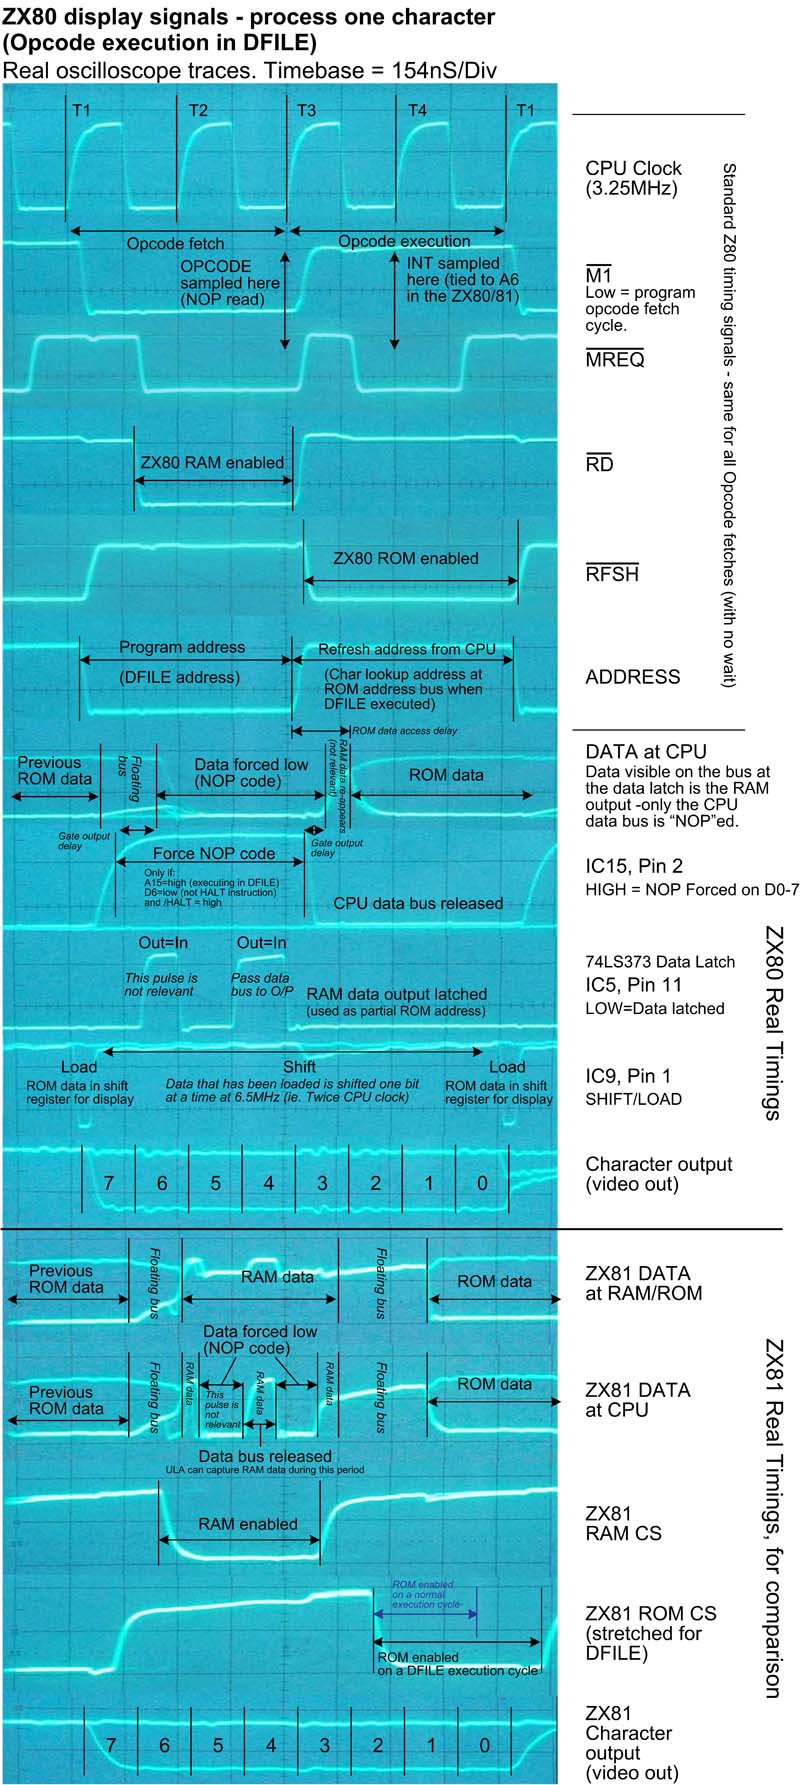 ZX80 display signals - process one character
(Opcode execution in DFILE)
Real oscilloscope traces. Timebase = 154nS/Div
T1
T2
T3
T4
T1
CPU Clock
(3.25MHz)
Opcode fetch
Opcode execution
OPCODE
sampled here
(NOP read)
INT sampled
here (tied to A6
in the ZX80/81)
M1
Low = program
opcode fetch
cycle.
MREQ
ZX80 RAM enabled
RD
ZX80 ROM enabled
RFSH
Program address
(DFILE address)
Refresh address from CPU
(Char lookup address at
ROM address bus when
DFILE executed)
ADDRESS
Standard Z80 timing signals - same for all Opcode fetches (with no wait)
ROM data access delay
Previous
ROM data
Floating
bus
Data forced low
(NOP code)
RAM data re-appears
(not relevant)
ROM data
DATA at CPU
Data visible on the bus at
the data latch is the RAM
output -only the CPU
data bus is “NOP”ed.
Gate output
delay
Gate output
delay
Force NOP code
Only if:
A15=high (executing in DFILE)
D6=low (not HALT instruction)
and /HALT = high
CPU data bus released
IC15, Pin 2
HIGH = NOP Forced on D0-7
Out=In
This pulse is
not relevant
Out=In
Pass data
bus to O/P
RAM data output latched
(used as partial ROM address)
74LS373 Data Latch
IC5, Pin 11
LOW=Data latched
Load
ROM data in shift
register for display
Shift
Data that has been loaded is shifted one bit
at a time at 6.5MHz (ie. Twice CPU clock)
Load
ROM data in shift
register for display
IC9, Pin 1
SHIFT/LOAD
7 6 5 4 3 2 1 0
Character output
(video out)
ZX80 Real Timings
Previous
ROM data
Floating bus
RAM data
Floating bus
ROM data
ZX81 DATA
at RAM/ROM
Data forced low
(NOP code)
Previous
ROM data
Floating bus
RAM data
This
pulse is
not
relevant
RAM data
RAM data
Floating bus
ROM data
ZX81 DATA
at CPU
Data bus released
ULA can capture RAM data during this period
RAM enabled
ZX81
RAM CS
ROM enabled
on a normal
execution cycle
ROM enabled
on a DFILE execution cycle
ZX81 ROM CS
(stretched for
DFILE)
7 6 5 4 3 2 1 0
ZX81
Character
output
(video out)
ZX81 Real Timings, for comparison